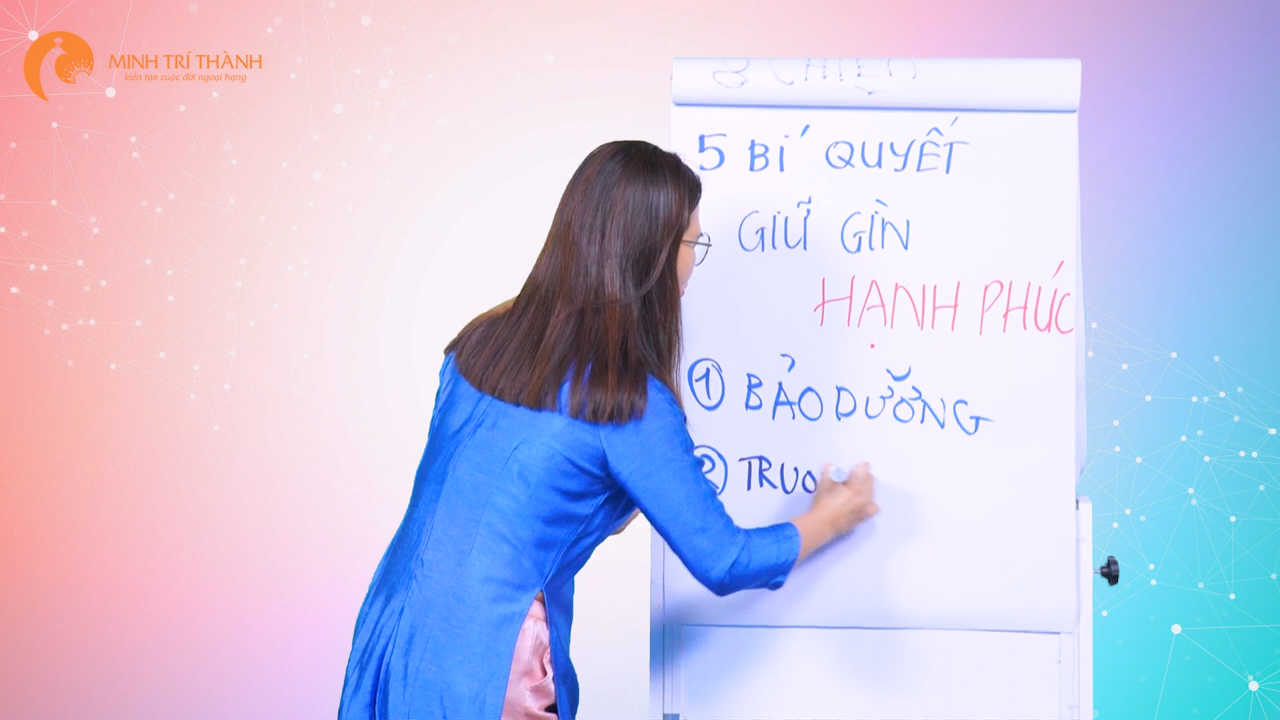 MINH TRÍ THÀNH
kiến tạo cuộc đời ngoại hạng
5 BÍ QUYẾT
GIỮ GÌN
HẠNH PHÚC
① BẢO DƯỠNG
②